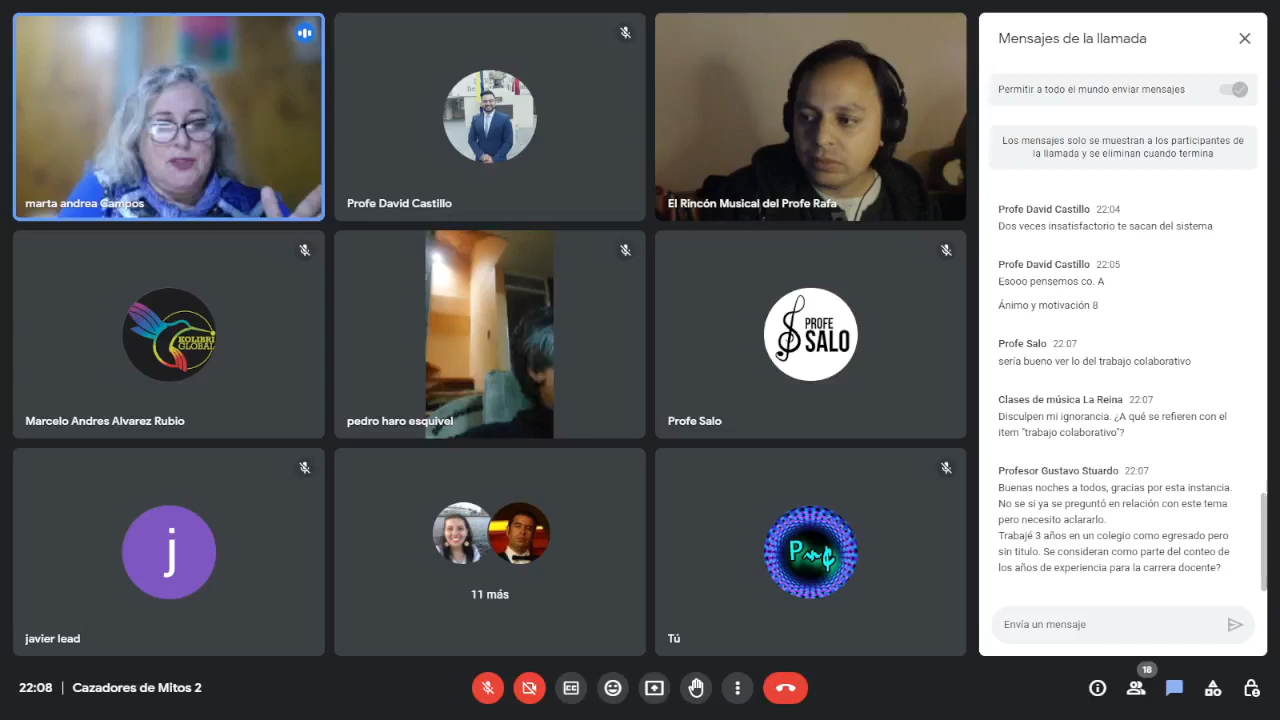 marta andrea Campos
Profe David Castillo
El Rincón Musical del Profe Rafa
Marcelo Andres Alvarez Rubio
KOLIBRI
GLOBAL
pedro haro esquivel
PROFE
SALO
Profe Salo
j
javier lead
11 más
Tú
22:08 | Cazadores de Mitos 2
Mensajes de la llamada
Permitir a todo el mundo enviar mensajes
Los mensajes solo se muestran a los participantes de
la llamada y se eliminan cuando termina
Profe David Castillo 22:04
Dos veces insatisfactorio te sacan del sistema
Profe David Castillo 22:05
Esooo pensemos co. A
Ánimo y motivación 8
Profe Salo 22:07
sería bueno ver lo del trabajo colaborativo
Clases de música La Reina 22:07
Disculpen mi ignorancia. ¿A qué se refieren con el
item "trabajo colaborativo"?
Profesor Gustavo Stuardo 22:07
Buenas noches a todos, gracias por esta instancia.
No se si ya se preguntó en relación con este tema
pero necesito aclararlo.
Trabajé 3 años en un colegio como egresado pero
sin titulo. Se consideran como parte del conteo de
los años de experiencia para la carrera docente?
Envía un mensaje
18